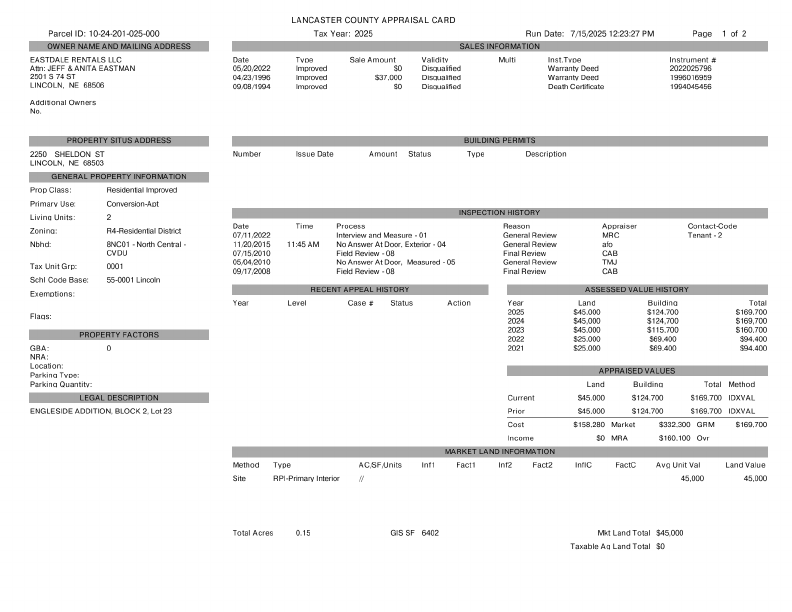 LANCASTER COUNTY APPRAISAL CARD
Parcel ID: 10-24-201-025-000 Tax Year: 2025 Run Date: 7/15/2025 12:23:27 PM Page 1 of 2
OWNER NAME AND MAILING ADDRESS
EASTDALE RENTALS LLC
Attn: JEFF & ANITA EASTMAN
2501 S 74 ST
LINCOLN, NE 68506
Additional Owners
No.
SALES INFORMATION
Date Type Sale Amount Validity Multi Inst.Type Instrument #
05/20/2022 Improved $0 Disqualified Warranty Deed 2022025796
04/23/1996 Improved $37,000 Disqualified Warranty Deed 1996016959
09/08/1994 Improved $0 Disqualified Death Certificate 1994045456
PROPERTY SITUS ADDRESS
2250 SHELDON ST
LINCOLN, NE 68503
BUILDING PERMITS
Number Issue Date Amount Status Type Description
GENERAL PROPERTY INFORMATION
Prop Class: Residential Improved
Primary Use: Conversion-Apt
Living Units: 2
Zoning: R4-Residential District
Nbhd: 8NC01 - North Central -
CVDU
Tax Unit Grp: 0001
Schl Code Base: 55-0001 Lincoln
Exemptions:
Flags:
INSPECTION HISTORY
Date Time Process Reason Appraiser Contact-Code
07/11/2022 Interview and Measure - 01 General Review MRC Tenant - 2
11/20/2015 11:45 AM No Answer At Door, Exterior - 04 General Review afo
07/15/2010 Field Review - 08 Final Review CAB
05/04/2010 No Answer At Door, Measured - 05 General Review TMJ
09/17/2008 Field Review - 08 Final Review CAB
RECENT APPEAL HISTORY
Year Level Case # Status Action
ASSESSED VALUE HISTORY
Year Land Building Total
2025 $45,000 $124,700 $169,700
2024 $45,000 $124,700 $169,700
2023 $45,000 $115,700 $160,700
2022 $25,000 $69,400 $94,400
2021 $25,000 $69,400 $94,400
PROPERTY FACTORS
GBA: 0
NRA:
Location:
Parking Type:
Parking Quantity:
APPRAISED VALUES
Land Building Total Method
Current $45,000 $124,700 $169,700 IDXVAL
Prior $45,000 $124,700 $169,700 IDXVAL
Cost $158,280 Market $332,300 GRM $169,700
Income $0 MRA $160,100 Ovr
LEGAL DESCRIPTION
ENGLESIDE ADDITION, BLOCK 2, Lot 23
MARKET LAND INFORMATION
Method Type AC/SF/Units Inf1 Fact1 Inf2 Fact2 InflC FactC Avg Unit Val Land Value
Site RPI-Primary Interior // 45,000 45,000
Total Acres 0.15 GIS SF 6402 Mkt Land Total $45,000
Taxable Ag Land Total $0